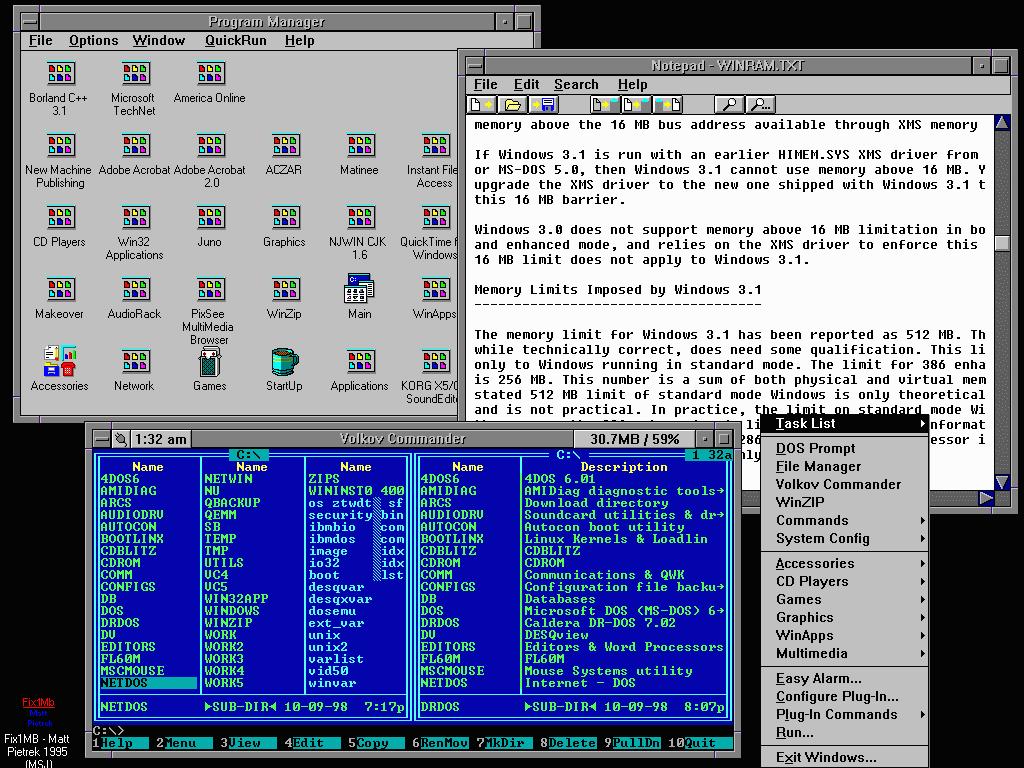 Program Manager
File Options Window QuickRun Help
Borland C++ 3.1
Microsoft TechNet
America Online
New Machine Publishing
Adobe Acrobat
Adobe Acrobat 2.0
ACZAR
Matinee
Instant File Access
CD Players
Win32 Applications
Juno
Graphics
NJWIN CJK 1.6
QuickTime f Windows
Makeover
AudioRack
PixSee MultiMedia Browser
WinZip
Main
WinApps
Accessories
Network
Games
StartUp
Applications
KORG X5/0 SoundEdit
Notepad - WINRAM.TXT
File Edit Search Help
memory above the 16 MB bus address available through XMS memory
If Windows 3.1 is run with an earlier HIMEM.SYS XMS driver from
or MS-DOS 5.0, then Windows 3.1 cannot use memory above 16 MB. Y
upgrade the XMS driver to the new one shipped with Windows 3.1 t
this 16 MB barrier.
Windows 3.0 does not support memory above 16 MB limitation in bo
and enhanced mode, and relies on the XMS driver to enforce this
16 MB limit does not apply to Windows 3.1.
Memory Limits Imposed by Windows 3.1
------------------------------------
The memory limit for Windows 3.1 has been reported as 512 MB. Th
while technically correct, does need some qualification. This li
only to Windows running in standard mode. The limit for 386 enha
is 256 MB. This number is a sum of both physical and virtual mem
stated 512 MB limit of standard mode Windows is only theoretical
and is not practical. In practice, the limit on standard mode Wi
1:32 am Volkov Commander 30.7MB / 59%
C:\ C:\ 1 32a
Name Name Name Name Description
4DOS6 NETWIN ZIPS 4DOS6 4DOS 6.01
AMIDIAG NU WININST0 400 AMIDIAG AMIDiag diagnostic tools→
ARCS QBACKUP os ztwdt sf ARCS Download directory
AUDIODRV QEMM security bin AUDIODRV Soundcard utilities & dr→
AUTOCON SB ibmbio com AUTOCON Autocon boot utility
BOOTLINX TEMP ibmdos com BOOTLINX Linux Kernels & Loadlin
CDBLITZ TMP image idx CDBLITZ CDBLITZ
CDROM UTILS io32 idx CDROM CDROM
COMM VC4 boot lst COMM Communications & QWK
CONFIGS VC5 desqvar CONFIGS Configuration file backu→
DB WIN32APP desqxvar DB Databases
DOS WINDOWS dosemu DOS Microsoft DOS (MS-DOS) 6→
DRDOS WINZIP ext_var DRDOS Caldera DR-DOS 7.02
DV WORK unix DV DESQview
EDITORS WORK2 unix2 EDITORS Editors & Word Processors
FL60M WORK3 varlist FL60M FL60M
MSCMOUSE WORK4 vid50 MSCMOUSE Mouse Systems utility
NETDOS WORK5 winvar NETDOS Internet - DOS
NETDOS ►SUB-DIR◄ 10-09-98 7:17p DRDOS ►SUB-DIR◄ 10-09-98 8:07p
C:\>
1Help 2Menu 3View 4Edit 5Copy 6RenMov 7MkDir 8Delete 9PullDn 10Quit
Task List
DOS Prompt
File Manager
Volkov Commander
WinZIP
Commands
System Config
Accessories
CD Players
Games
Graphics
WinApps
Multimedia
Easy Alarm...
Configure Plug-In...
Plug-In Commands
Run...
Exit Windows...
Fix1Mb
Matt
Pietrek
Fix1MB - Matt
Pietrek 1995
(MSJ)